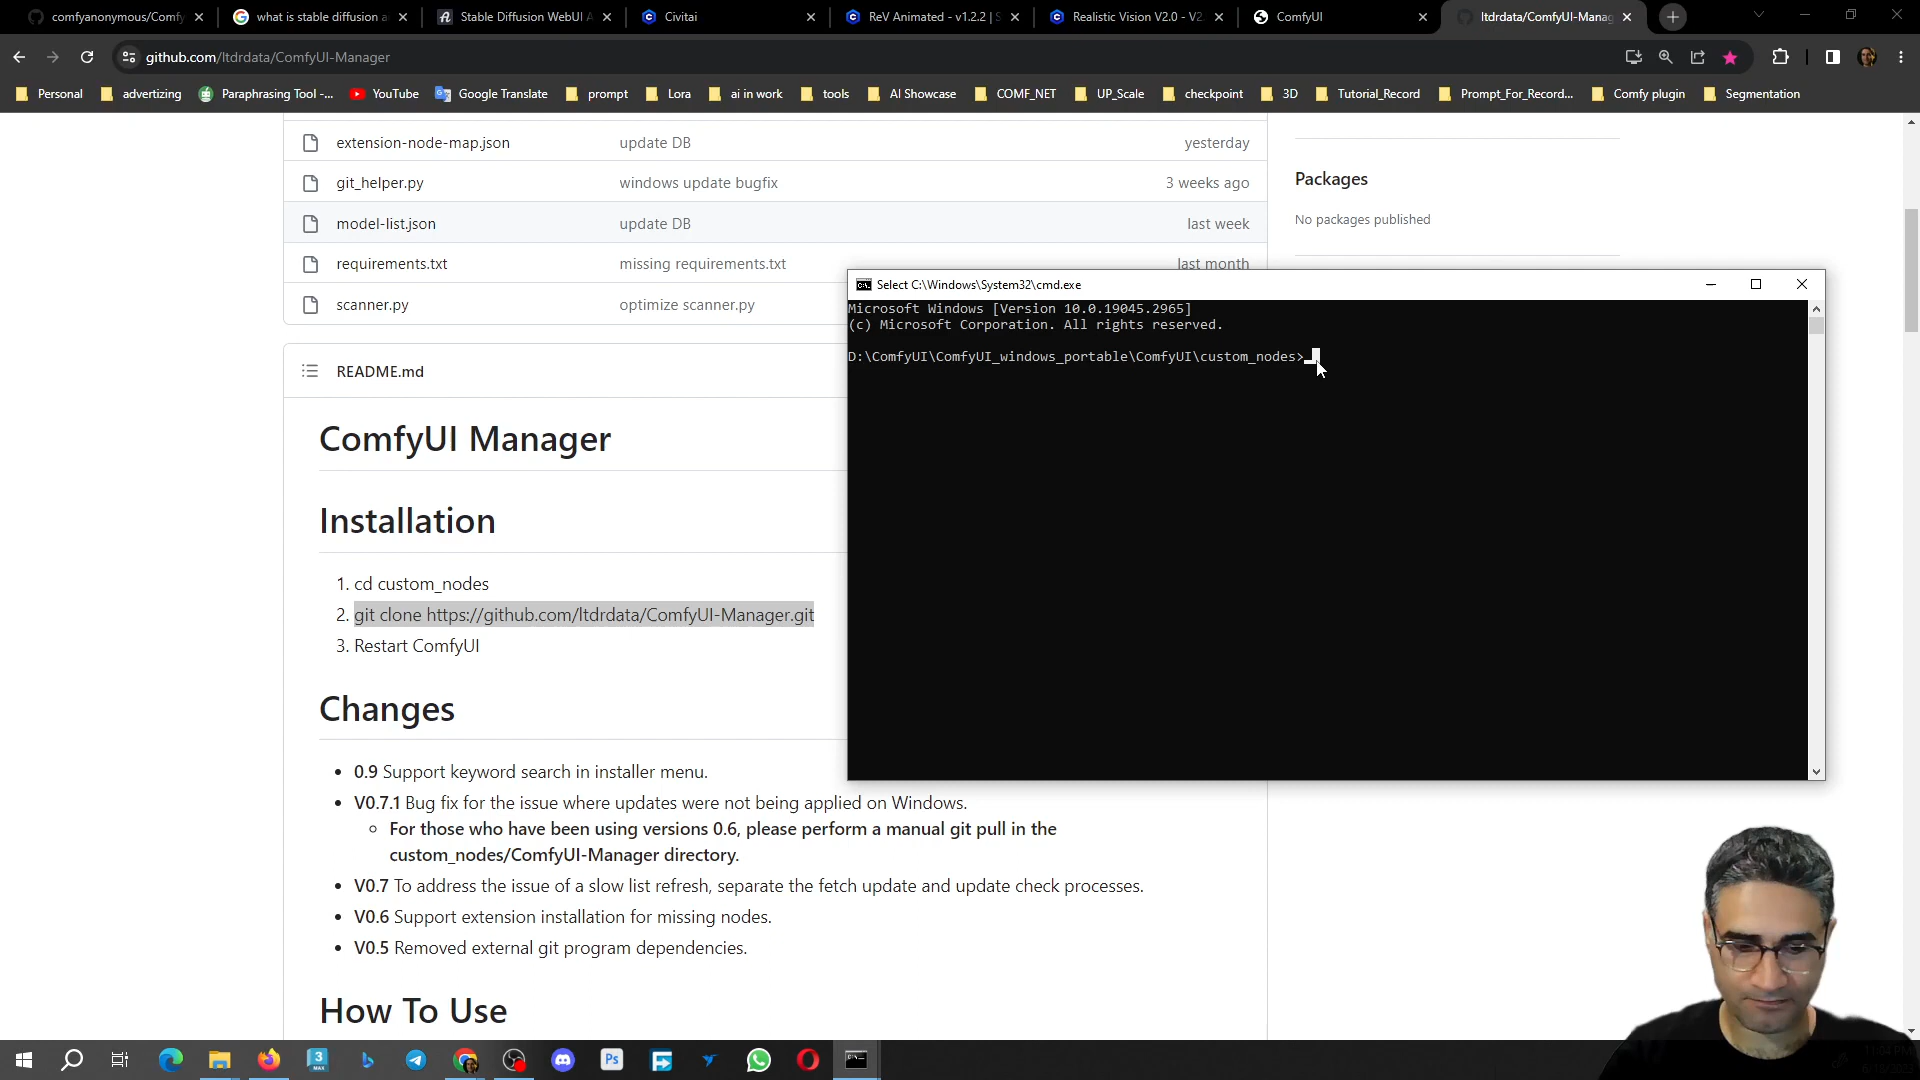 comfyanonymous/Comfy
what is stable diffusion a
Stable Diffusion WebUI A
Civitai
ReV Animated - v1.2.2 | S
Realistic Vision V2.0 - V2
ComfyUI
ltdrdata/ComfyUI-Manag
github.com/ltdrdata/ComfyUI-Manager
Personal
advertizing
Paraphrasing Tool -...
YouTube
Google Translate
prompt
Lora
ai in work
tools
AI Showcase
COMF_NET
UP_Scale
checkpoint
3D
Tutorial_Record
Prompt_For_Record...
Comfy plugin
Segmentation
extension-node-map.json update DB yesterday
git_helper.py windows update bugfix 3 weeks ago
model-list.json update DB last week
requirements.txt missing requirements.txt last month
scanner.py optimize scanner.py
Packages
No packages published
README.md
ComfyUI Manager
Installation
1. cd custom_nodes
2. git clone https://github.com/ltdrdata/ComfyUI-Manager.git
3. Restart ComfyUI
Changes
• 0.9 Support keyword search in installer menu.
• V0.7.1 Bug fix for the issue where updates were not being applied on Windows.
For those who have been using versions 0.6, please perform a manual git pull in the
custom_nodes/ComfyUI-Manager directory.
• V0.7 To address the issue of a slow list refresh, separate the fetch update and update check processes.
• V0.6 Support extension installation for missing nodes.
• V0.5 Removed external git program dependencies.
How To Use
Select C:\Windows\System32\cmd.exe
Microsoft Windows [Version 10.0.19045.2965]
(c) Microsoft Corporation. All rights reserved.
D:\ComfyUI\ComfyUI_windows_portable\ComfyUI\custom_nodes>
3
MAX
Ps